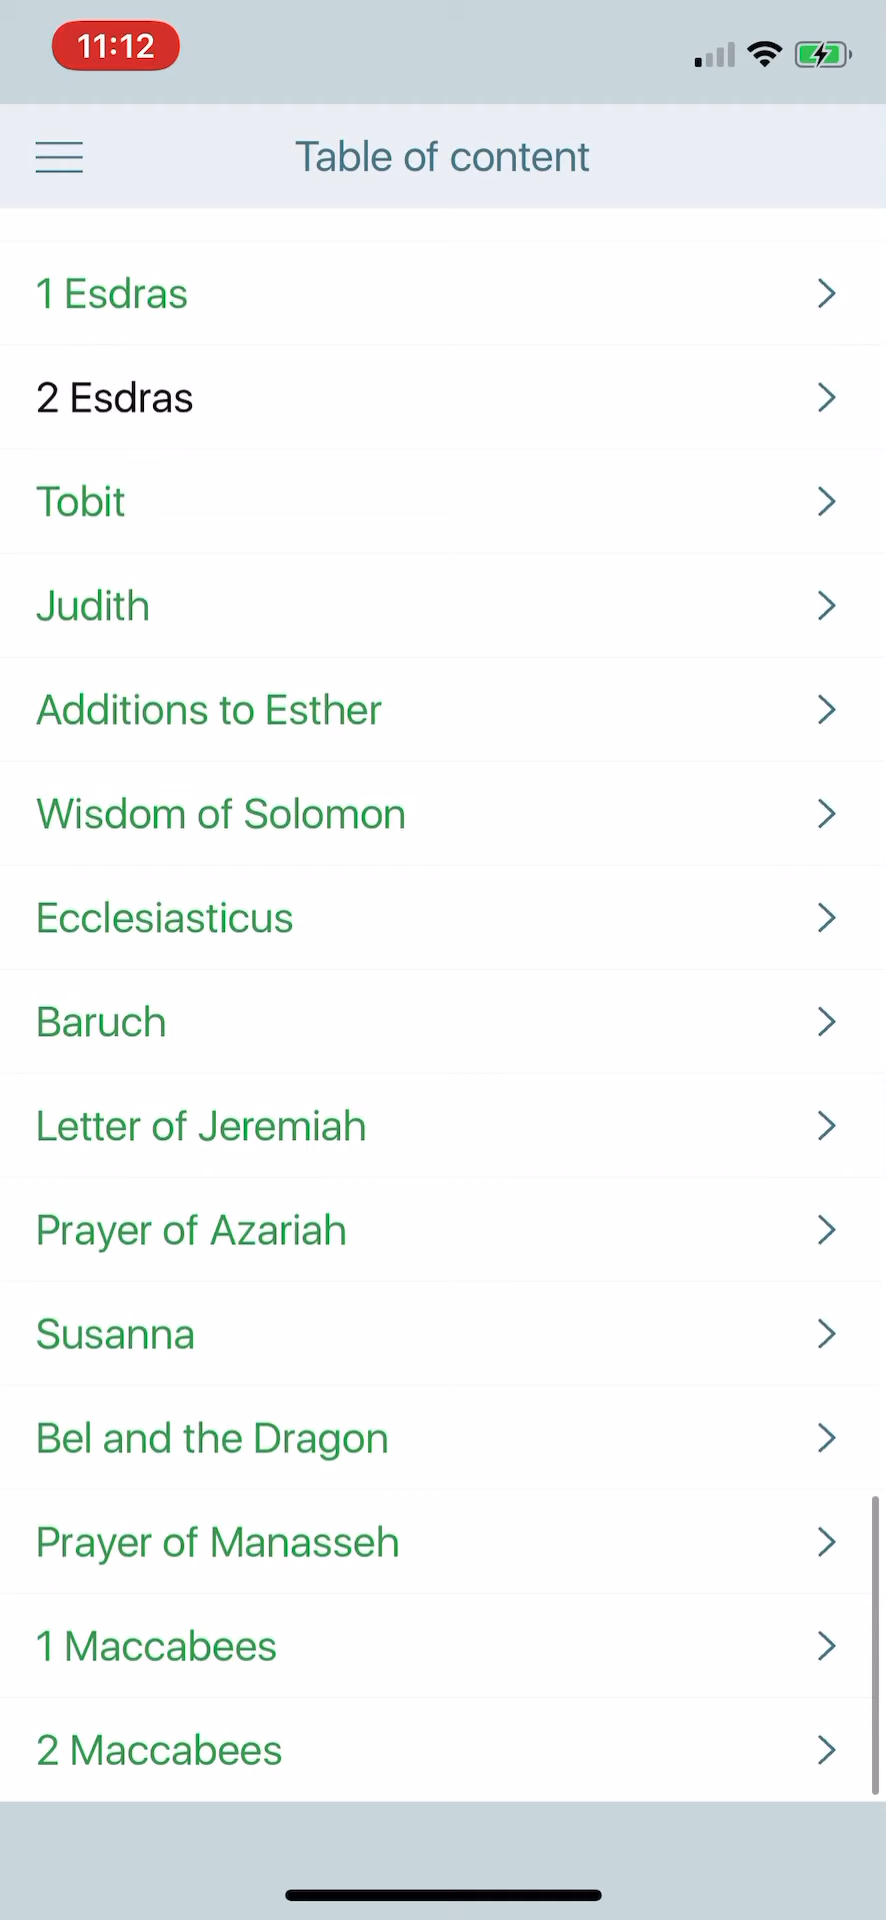 11:12
Table of content
1 Esdras
2 Esdras
Tobit
Judith
Additions to Esther
Wisdom of Solomon
Ecclesiasticus
Baruch
Letter of Jeremiah
Prayer of Azariah
Susanna
Bel and the Dragon
Prayer of Manasseh
1 Maccabees
2 Maccabees